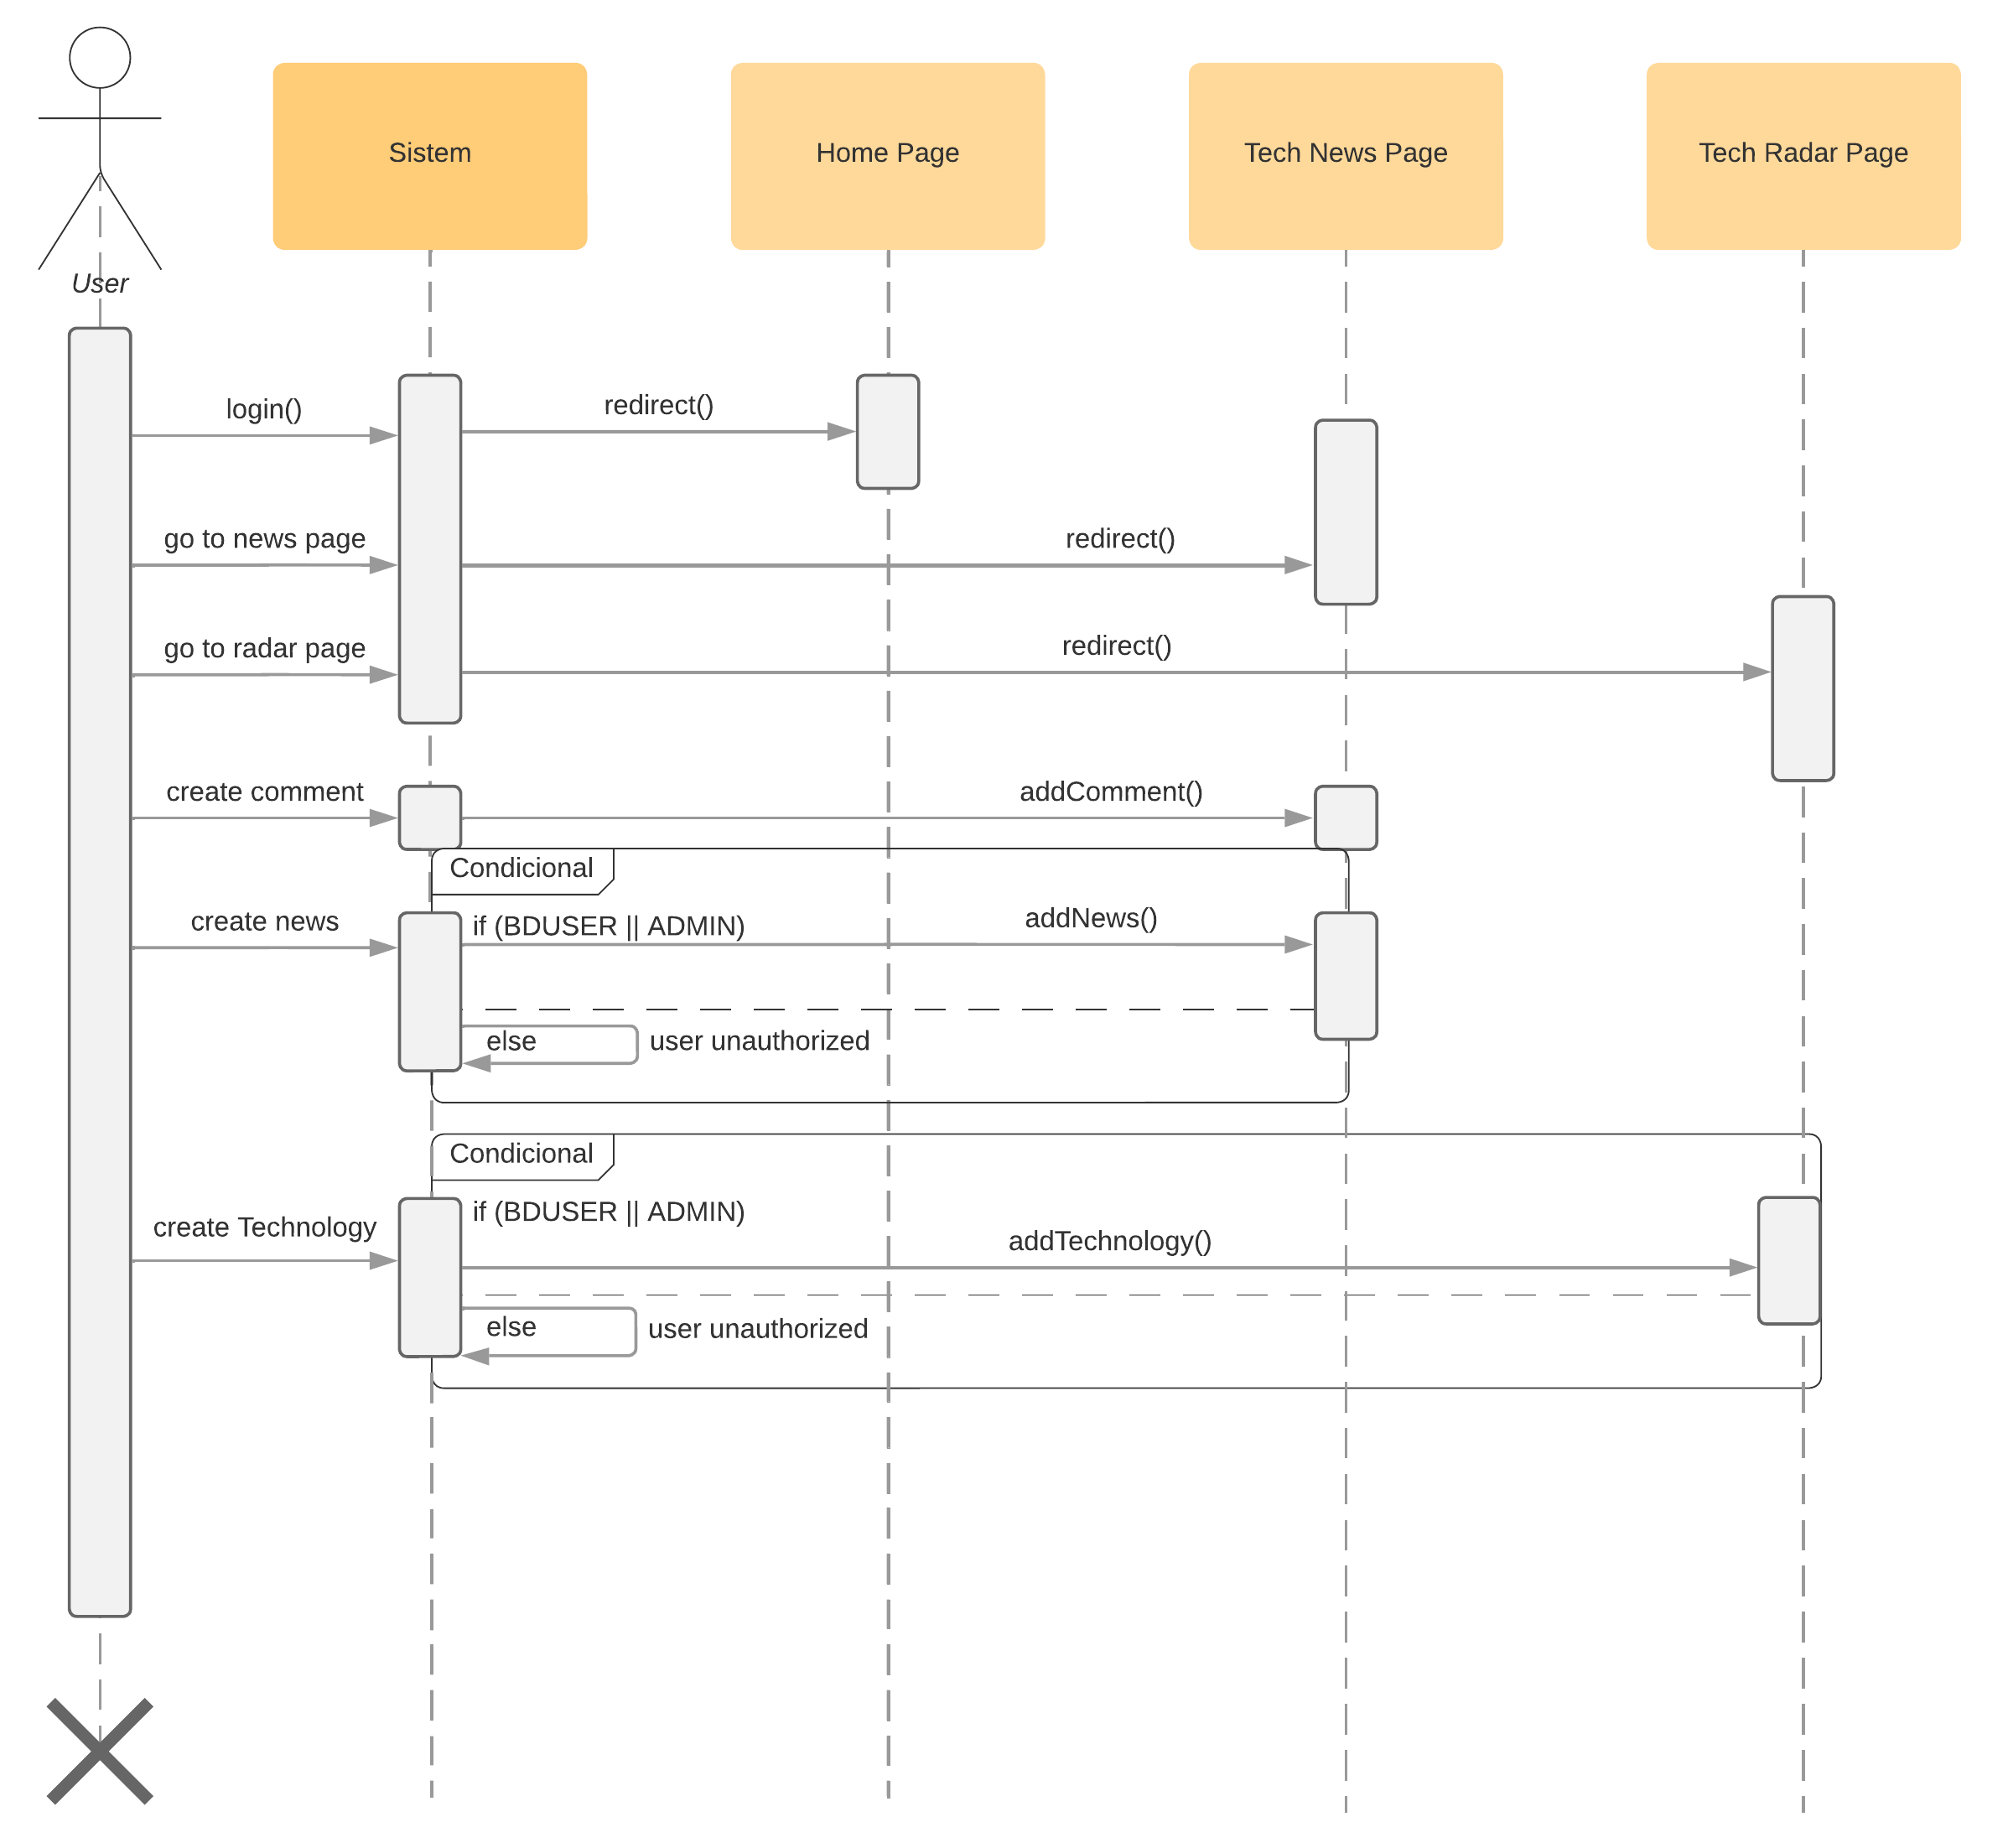 Sistem
Home Page
Tech News Page
Tech Radar Page
User
login()
redirect()
go to news page
redirect()
go to radar page
redirect()
create comment
addComment()
Condicional
create news
if (BDUSER || ADMIN)
addNews()
else
user unauthorized
Condicional
if (BDUSER || ADMIN)
create Technology
addTechnology()
else
user unauthorized